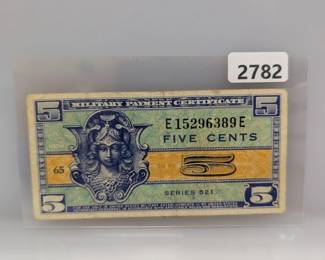 2782
5 MILITARY PAYMENT CERTIFICATE 5
E15296389E
FIVE CENTS
65
5
SERIES 521
5 5